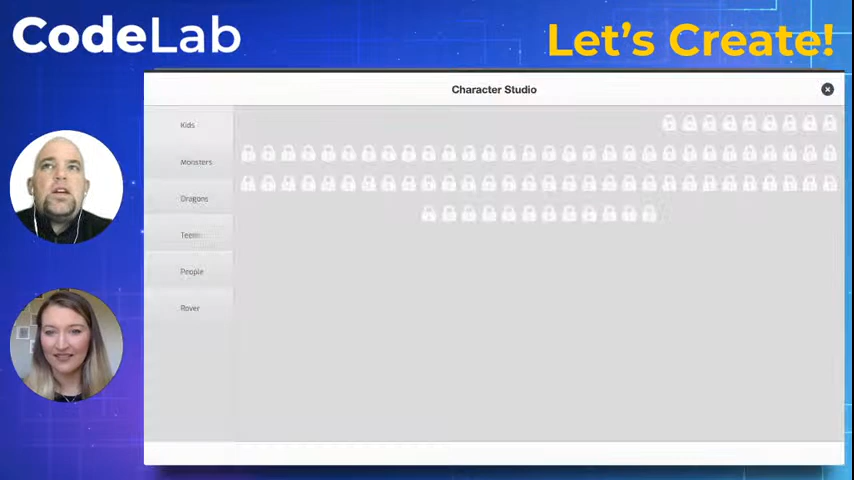 CodeLab
Let's Create!
Character Studio
Kids
Monsters
Dragons
People
Rover